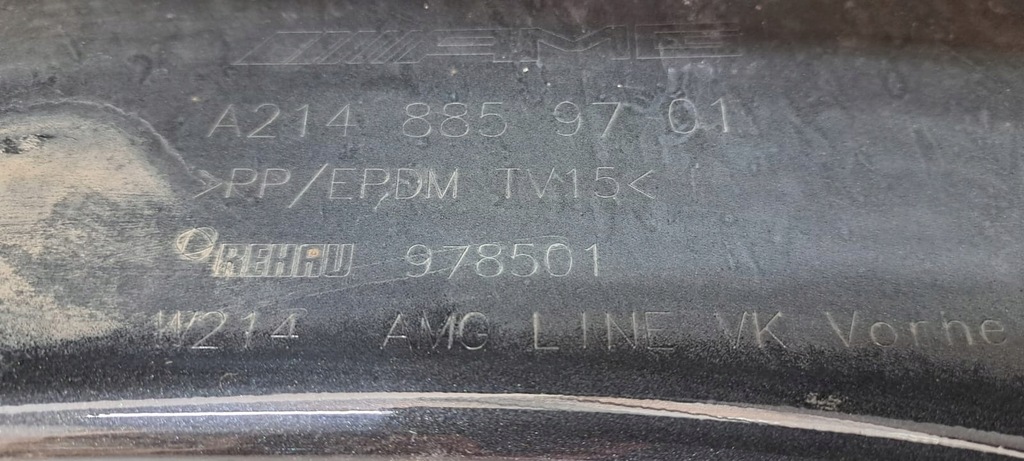 AMG
A214 885 97 01
>PP/EPDM TV15<
REHAU 978501
W214 AMG LINE VK Vorne